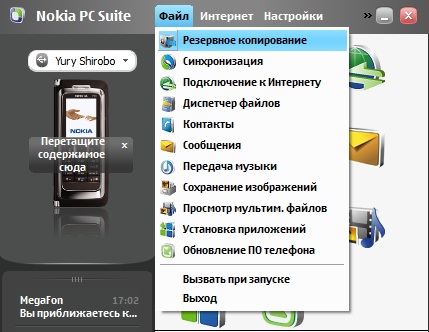 Nokia PC Suite
Файл Интернет Настройки »
Yury Shirobo
NOKIA
Перетащите
содержимое
сюда
x
MegaFon 17:02
Вы приближаетесь к...
Резервное копирование
Синхронизация
Подключение к Интернету
Диспетчер файлов
Контакты
Сообщения
Передача музыки
Сохранение изображений
Просмотр мультим. файлов
Установка приложений
Обновление ПО телефона
Вызвать при запуске
Выход